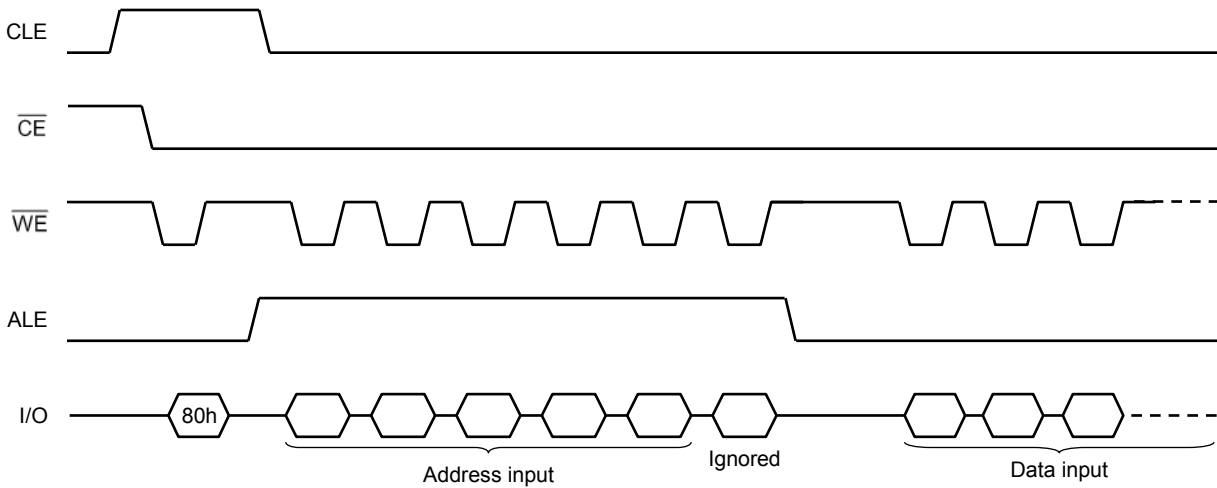 CLE
CE
WE
ALE
I/O
80h
Address input
Ignored
Data input